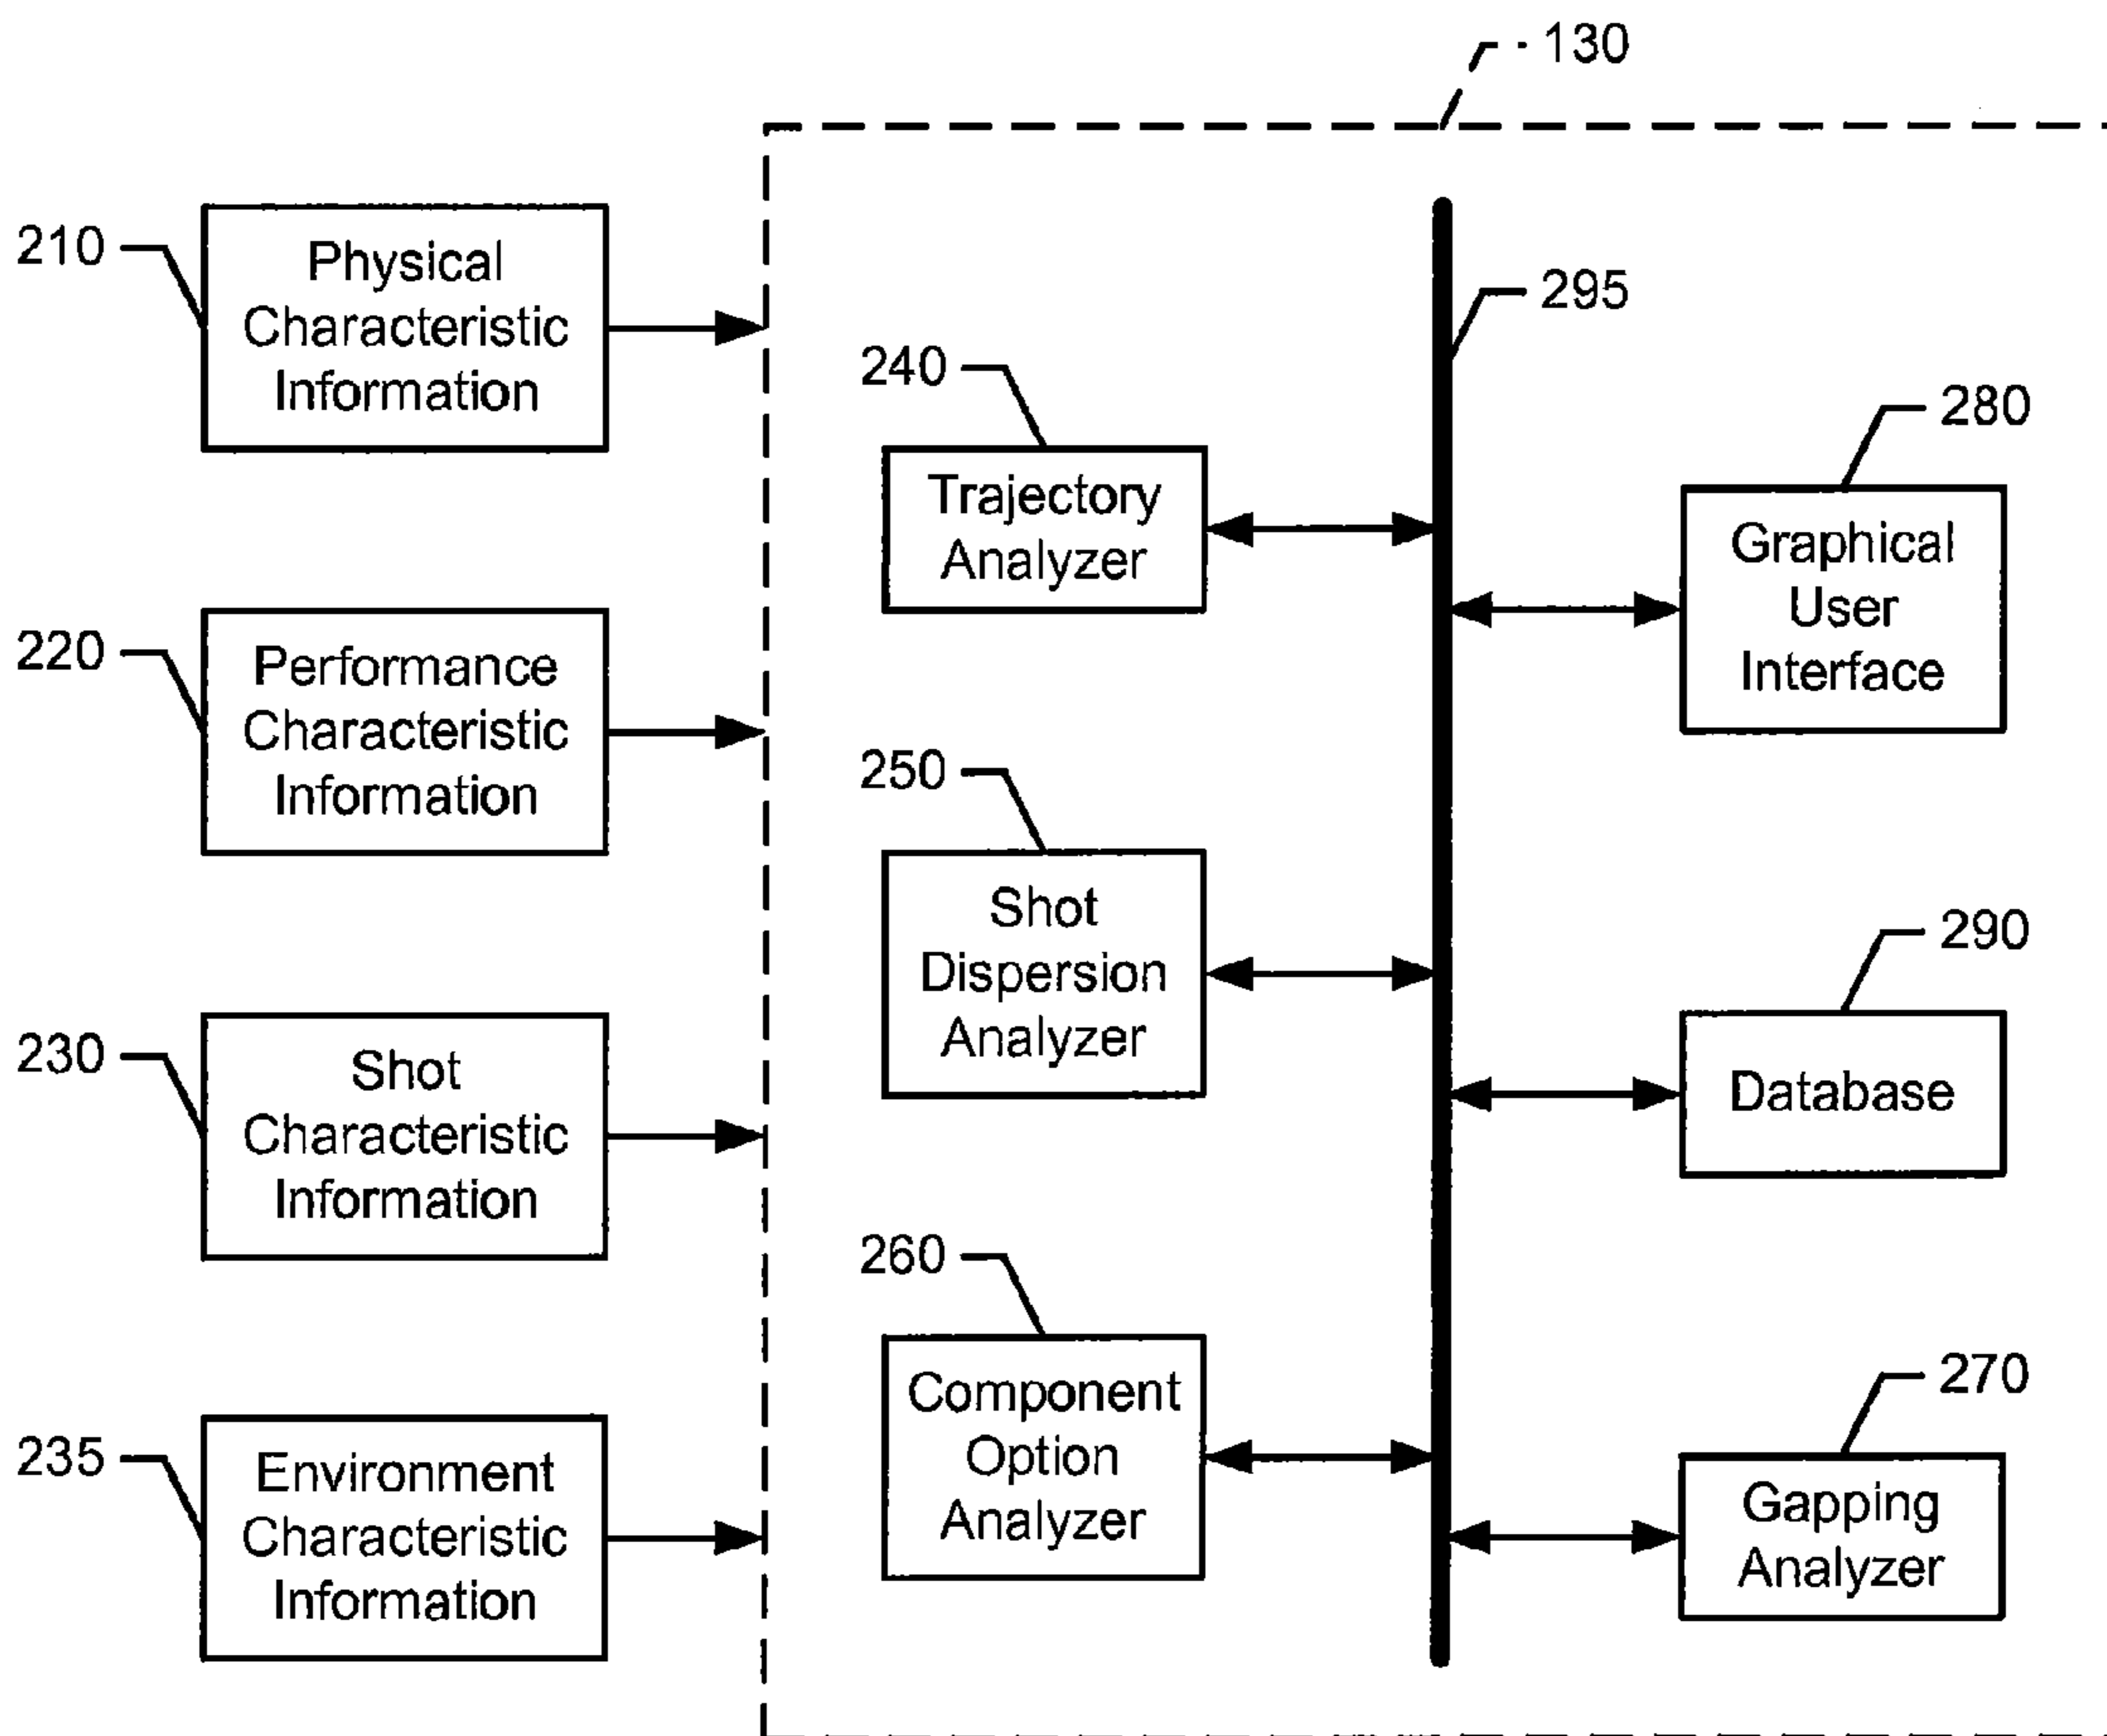 130
210
Physical
Characteristic
Information
295
240
Trajectory
Analyzer
280
Graphical
User
Interface
220
Performance
Characteristic
Information
250
Shot
Dispersion
Analyzer
290
Database
230
Shot
Characteristic
Information
260
Component
Option
Analyzer
270
Gapping
Analyzer
235
Environment
Characteristic
Information